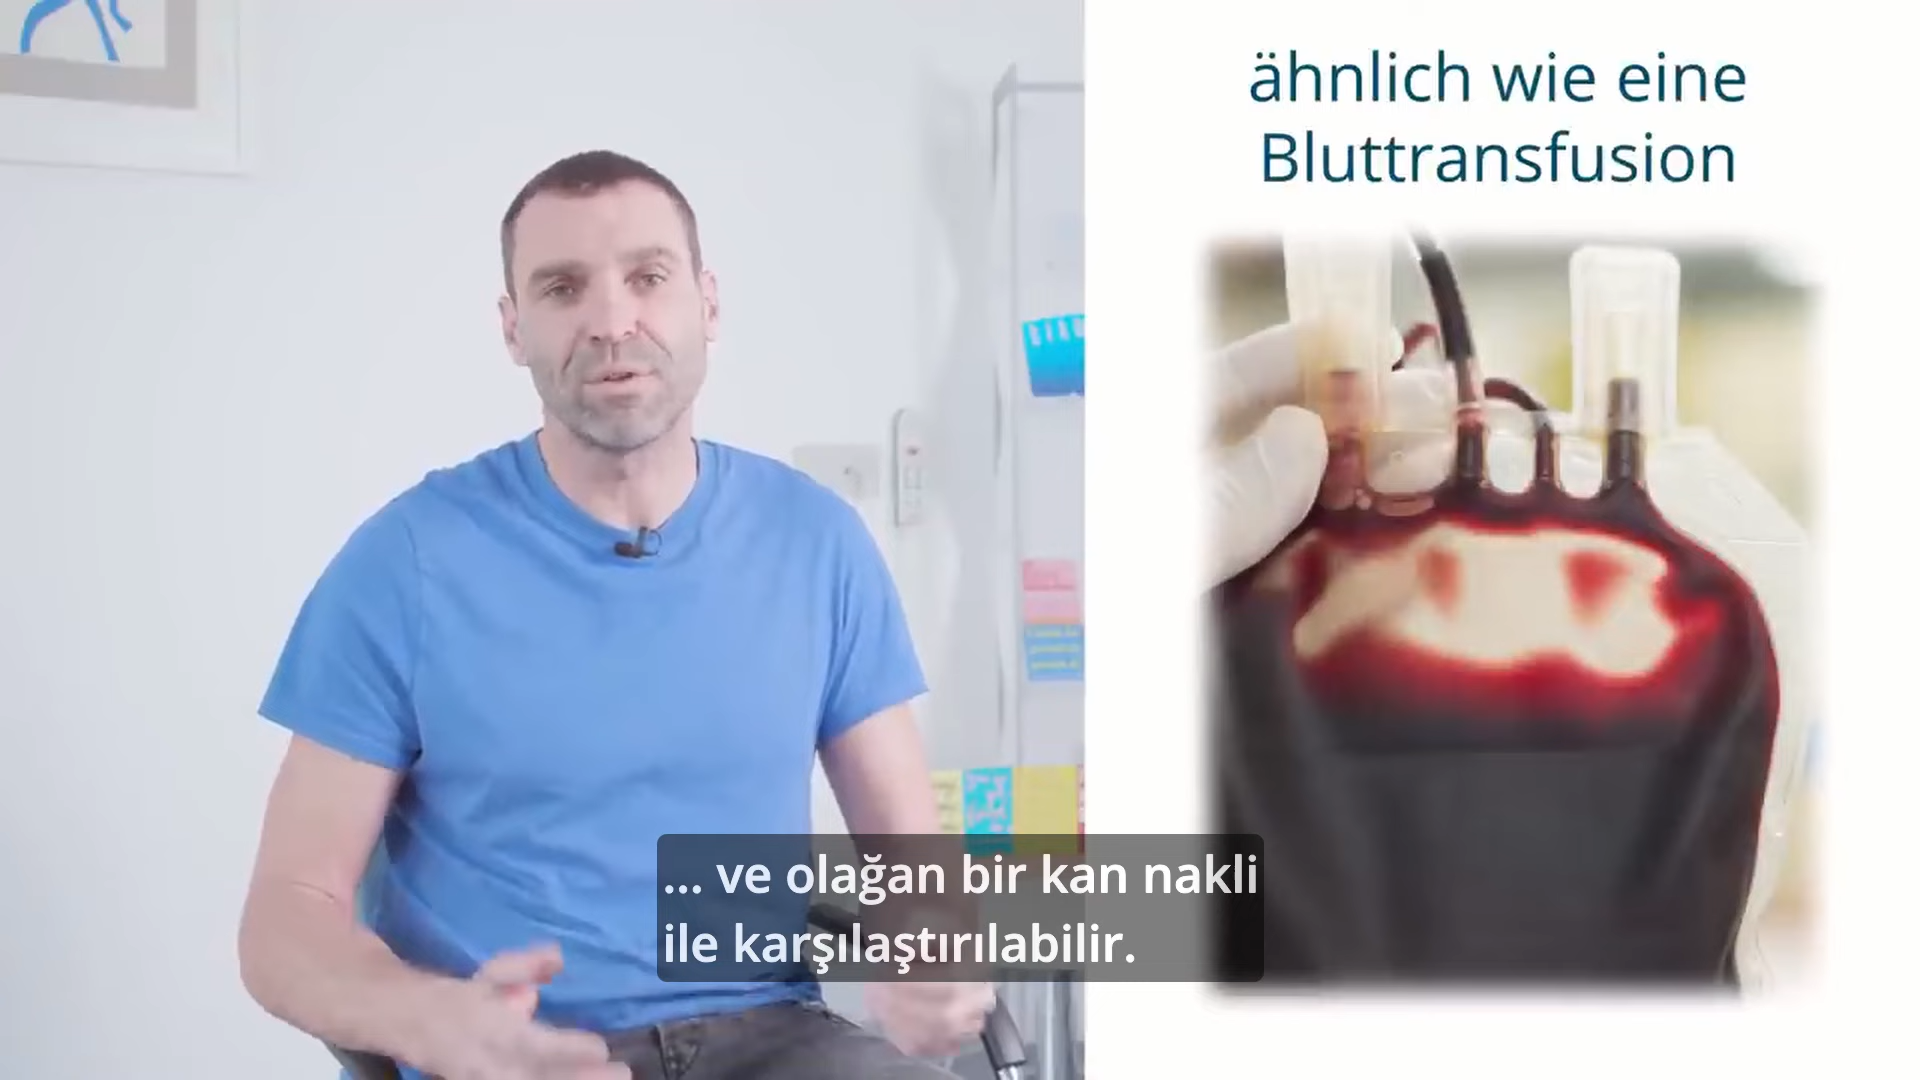 ähnlich wie eine
Bluttransfusion
... ve olağan bir kan nakli
ile karşılaştırılabilir.